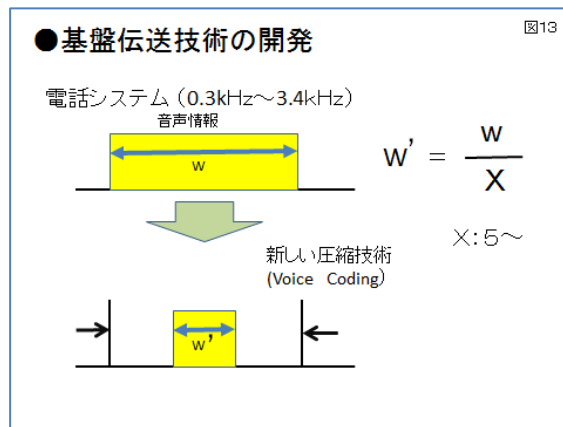 図13
●基盤伝送技術の開発
電話システム（0.3kHz～3.4kHz）
音声情報
w
w' = w / X
X:5～
新しい圧縮技術
(Voice Coding)
w'